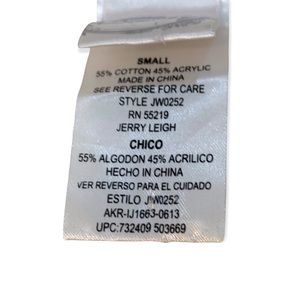 SMALL
55% COTTON 45% ACRYLIC
MADE IN CHINA
SEE REVERSE FOR CARE
STYLE JW0252
RN 55219
JERRY LEIGH
CHICO
55% ALGODON 45% ACRILICO
HECHO IN CHINA
VER REVERSO PARA EL CUIDADO
ESTILO JW0252
AKR-IJ1663-0613
UPC:732409 503669